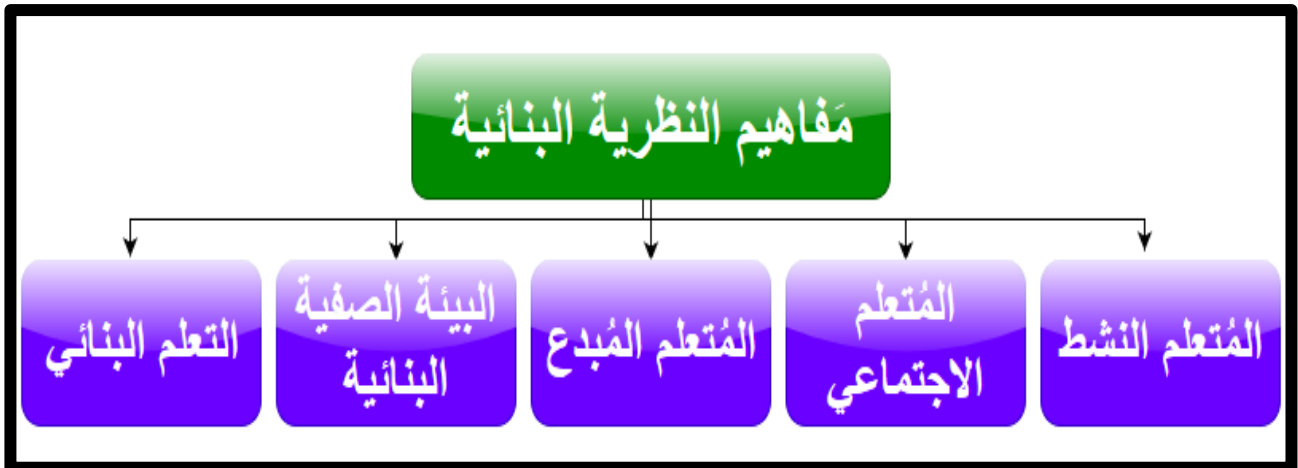 مَفاهيم النظرية البنائية
المُتعلم النشط
المُتعلم
الاجتماعي
المُتعلم المُبدع
البيئة الصفية
البنائية
التعلم البنائي